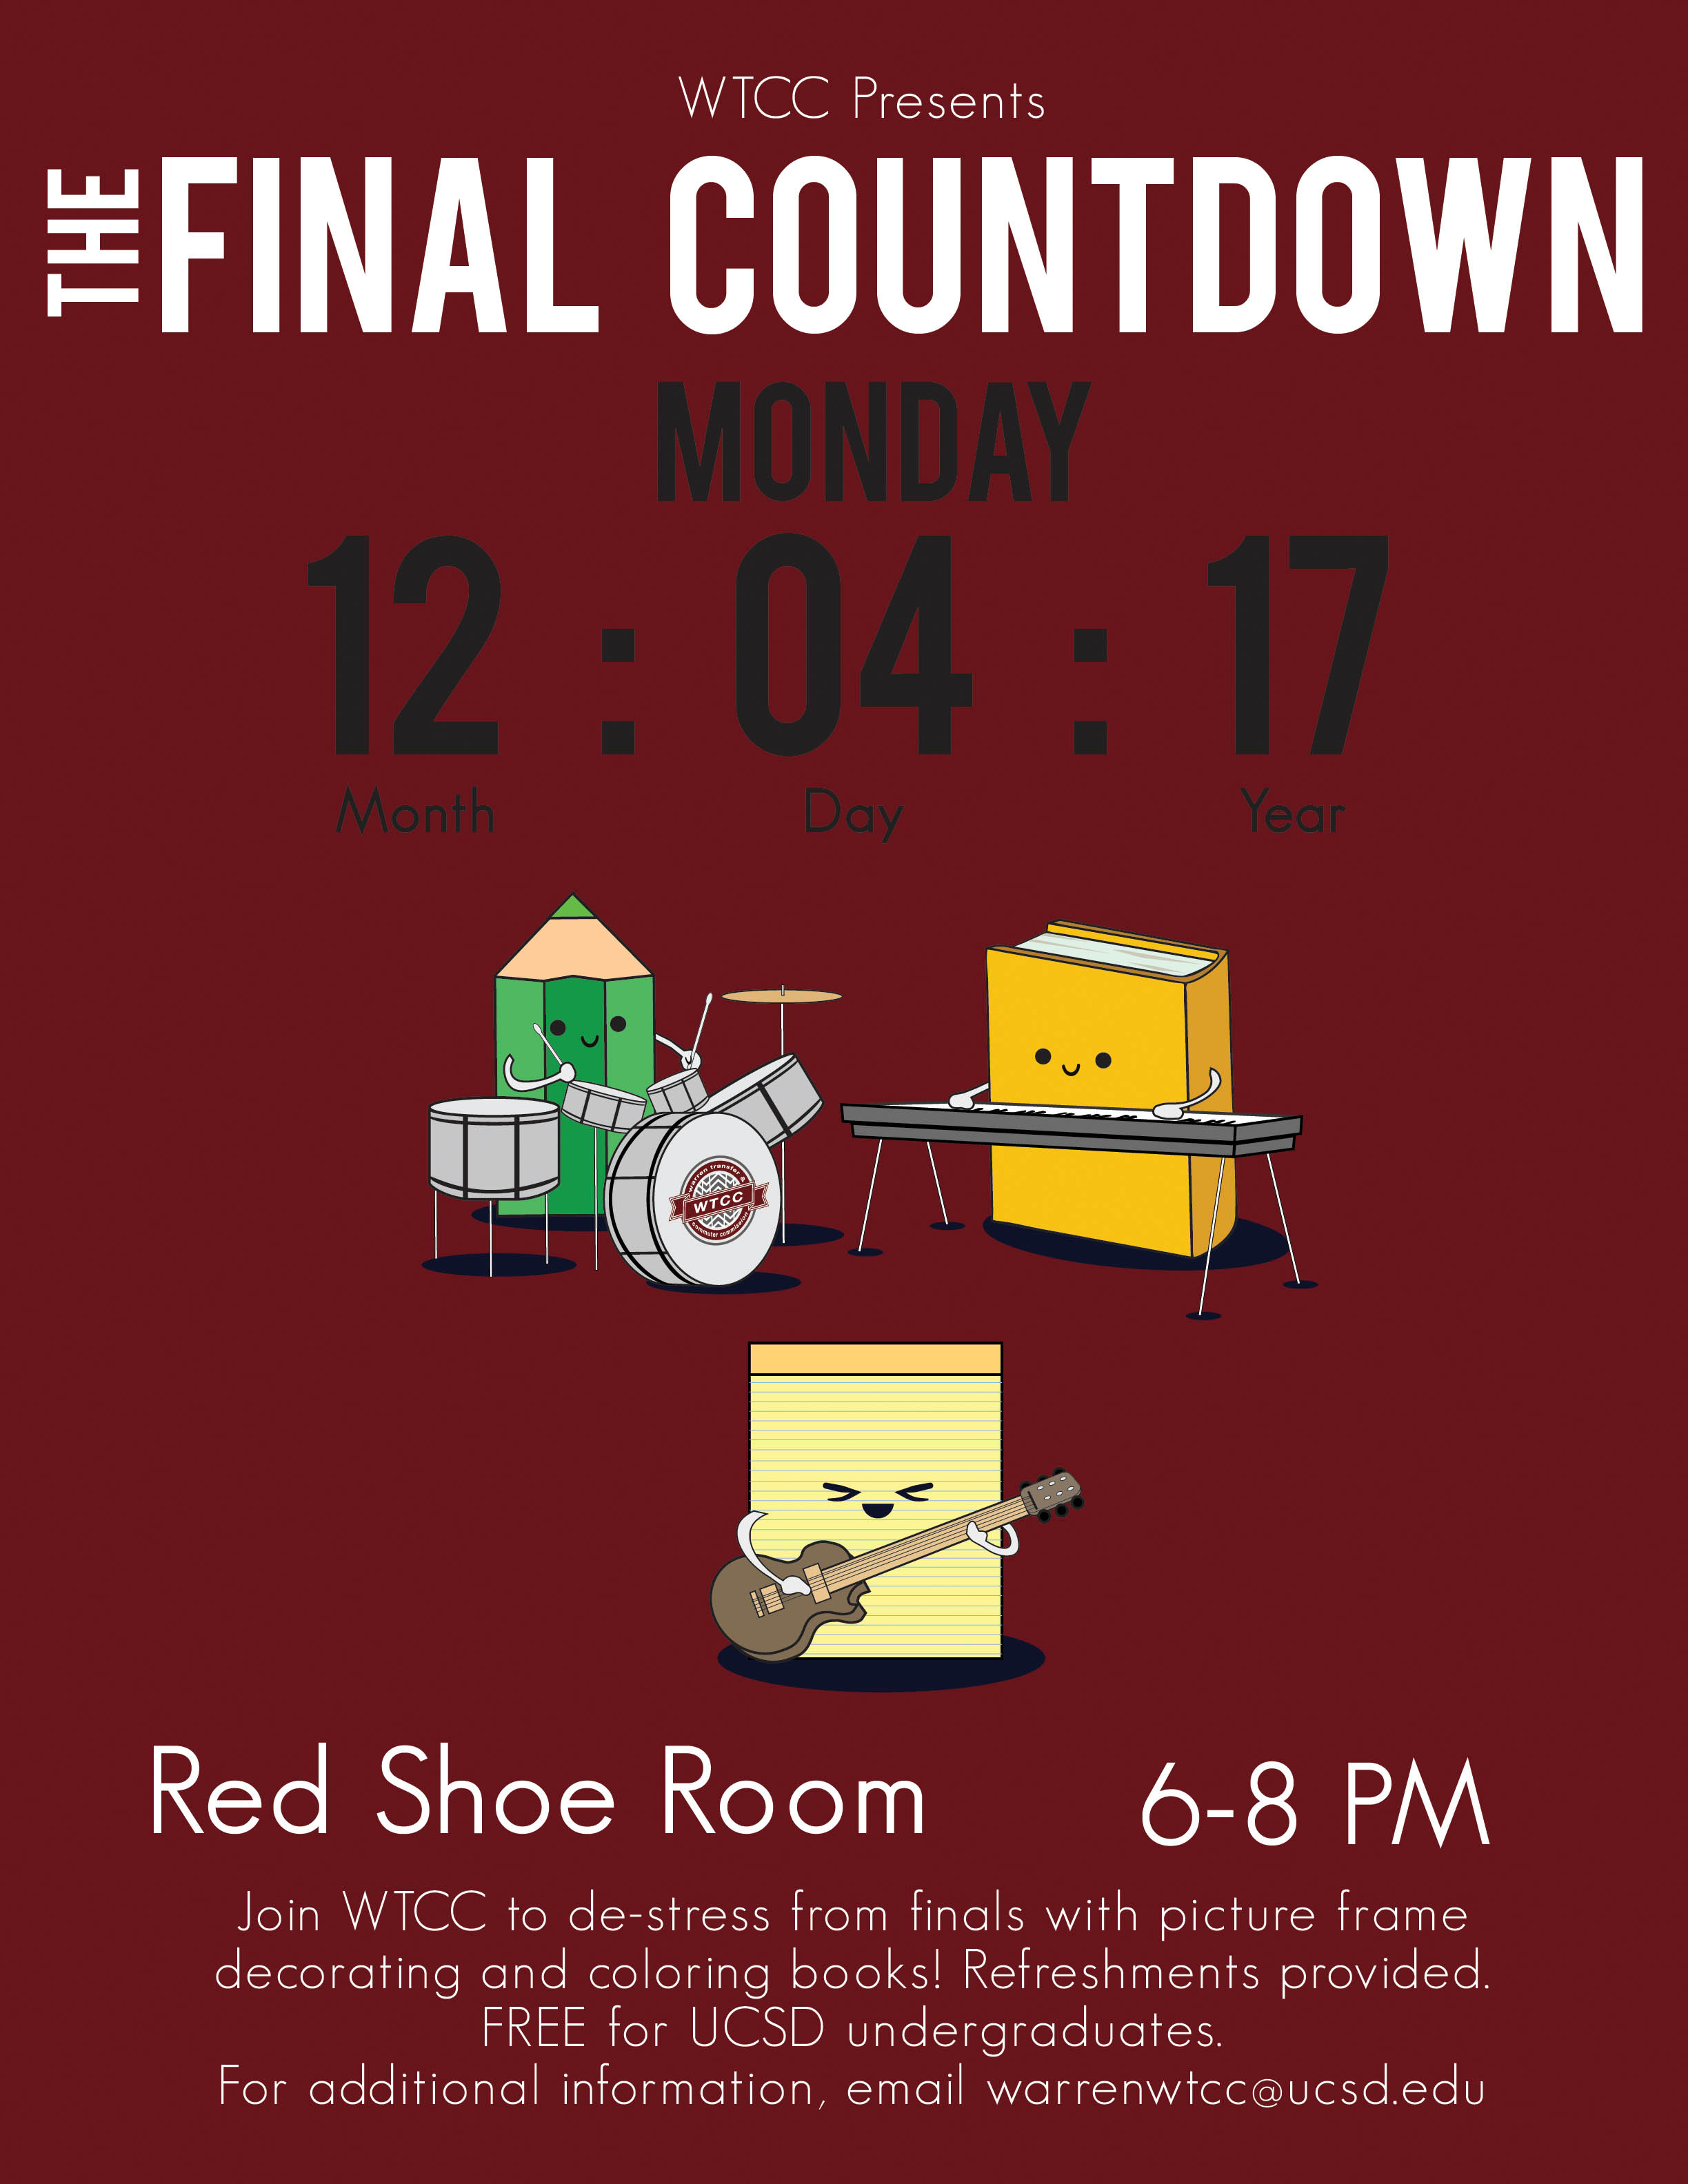 WTCC Presents
THE FINAL COUNTDOWN
MONDAY
12 : 04 : 17
Month Day Year
warren transfer &
WTCC
commuter commission
Red Shoe Room 6-8 PM
Join WTCC to de-stress from finals with picture frame
decorating and coloring books! Refreshments provided.
FREE for UCSD undergraduates.
For additional information, email warrenwtcc@ucsd.edu